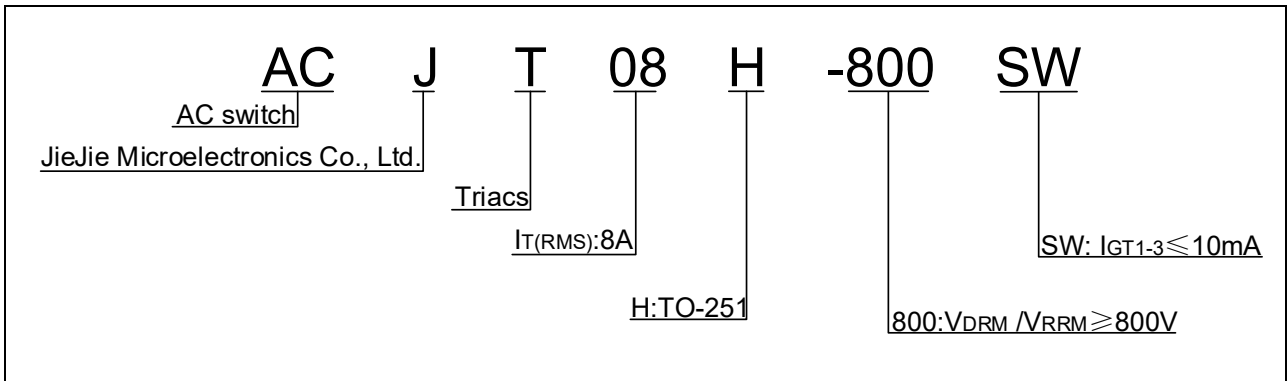 AC J T 08 H -800 SW
AC switch
JieJie Microelectronics Co., Ltd.
Triacs
IT(RMS):8A
SW: IGT1-3≤10mA
H:TO-251
800:VDRM /VRRM≥800V